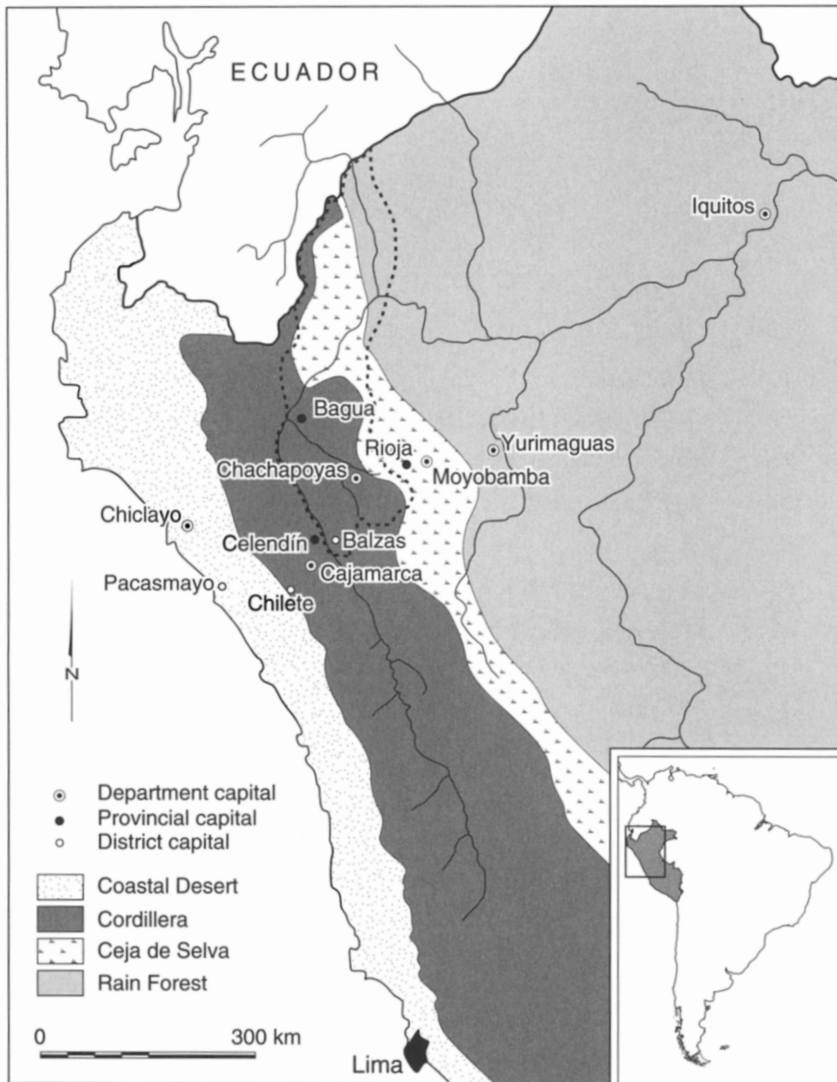 ECUADOR
Iquitos
Bagua
Rioja
Yurimaguas
Chachapoyas
Moyobamba
Chiclayo
Celendín
Balzas
Cajamarca
Pacasmayo
Chilete
N
Department capital
Provincial capital
District capital
Coastal Desert
Cordillera
Ceja de Selva
Rain Forest
0 300 km
Lima